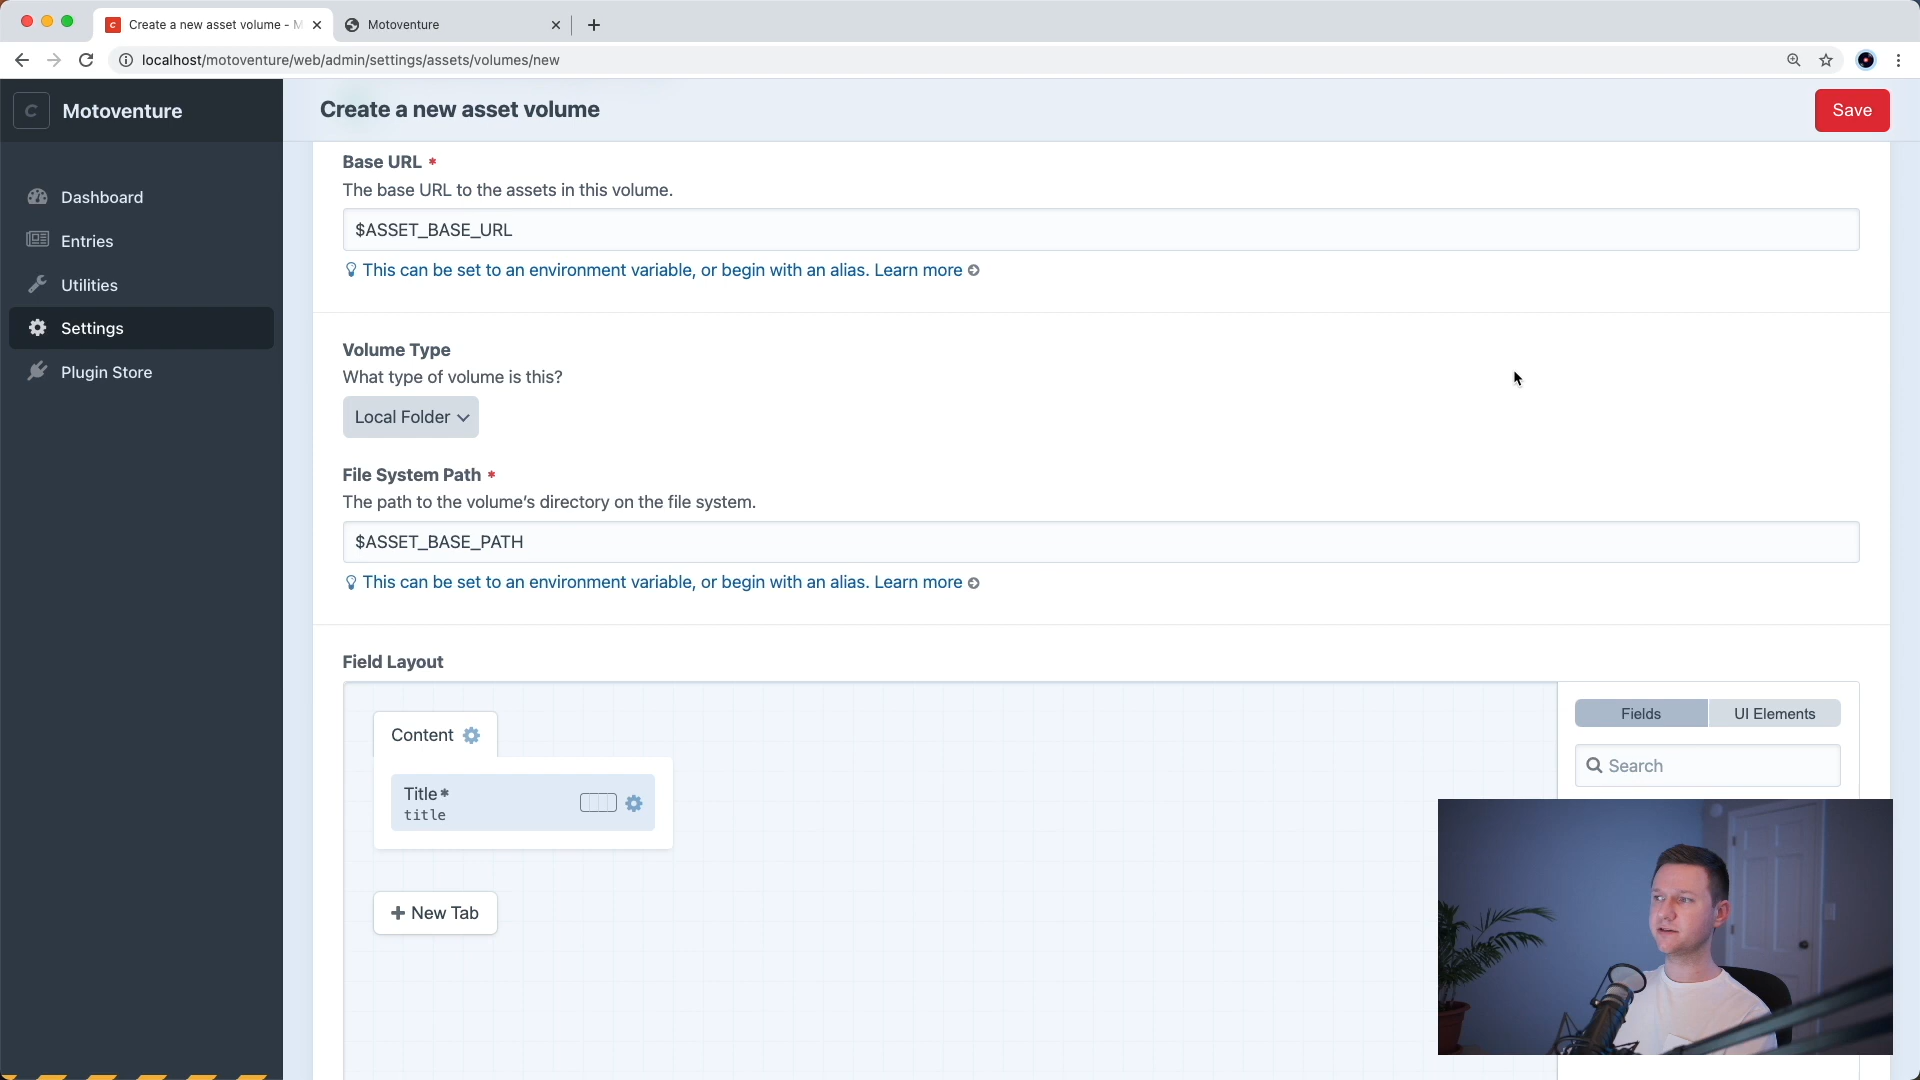 Create a new asset volume - M
Motoventure
localhost/motoventure/web/admin/settings/assets/volumes/new
C
Motoventure
Create a new asset volume
Save
Dashboard
Entries
Utilities
Settings
Plugin Store
Base URL *
The base URL to the assets in this volume.
$ASSET_BASE_URL
This can be set to an environment variable, or begin with an alias. Learn more
Volume Type
What type of volume is this?
Local Folder
File System Path *
The path to the volume’s directory on the file system.
$ASSET_BASE_PATH
This can be set to an environment variable, or begin with an alias. Learn more
Field Layout
Content
Title*
title
+ New Tab
Fields
UI Elements
Search